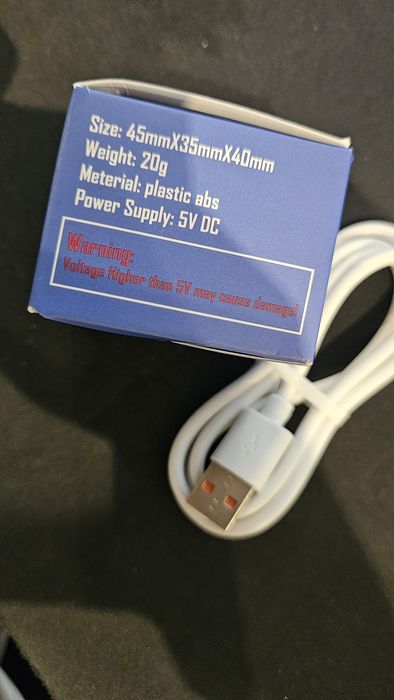 Size: 45mmX35mmX40mm
Weight: 20g
Meterial: plastic abs
Power Supply: 5V DC
Warning:
Voltage Higher than 5V may cause damage!